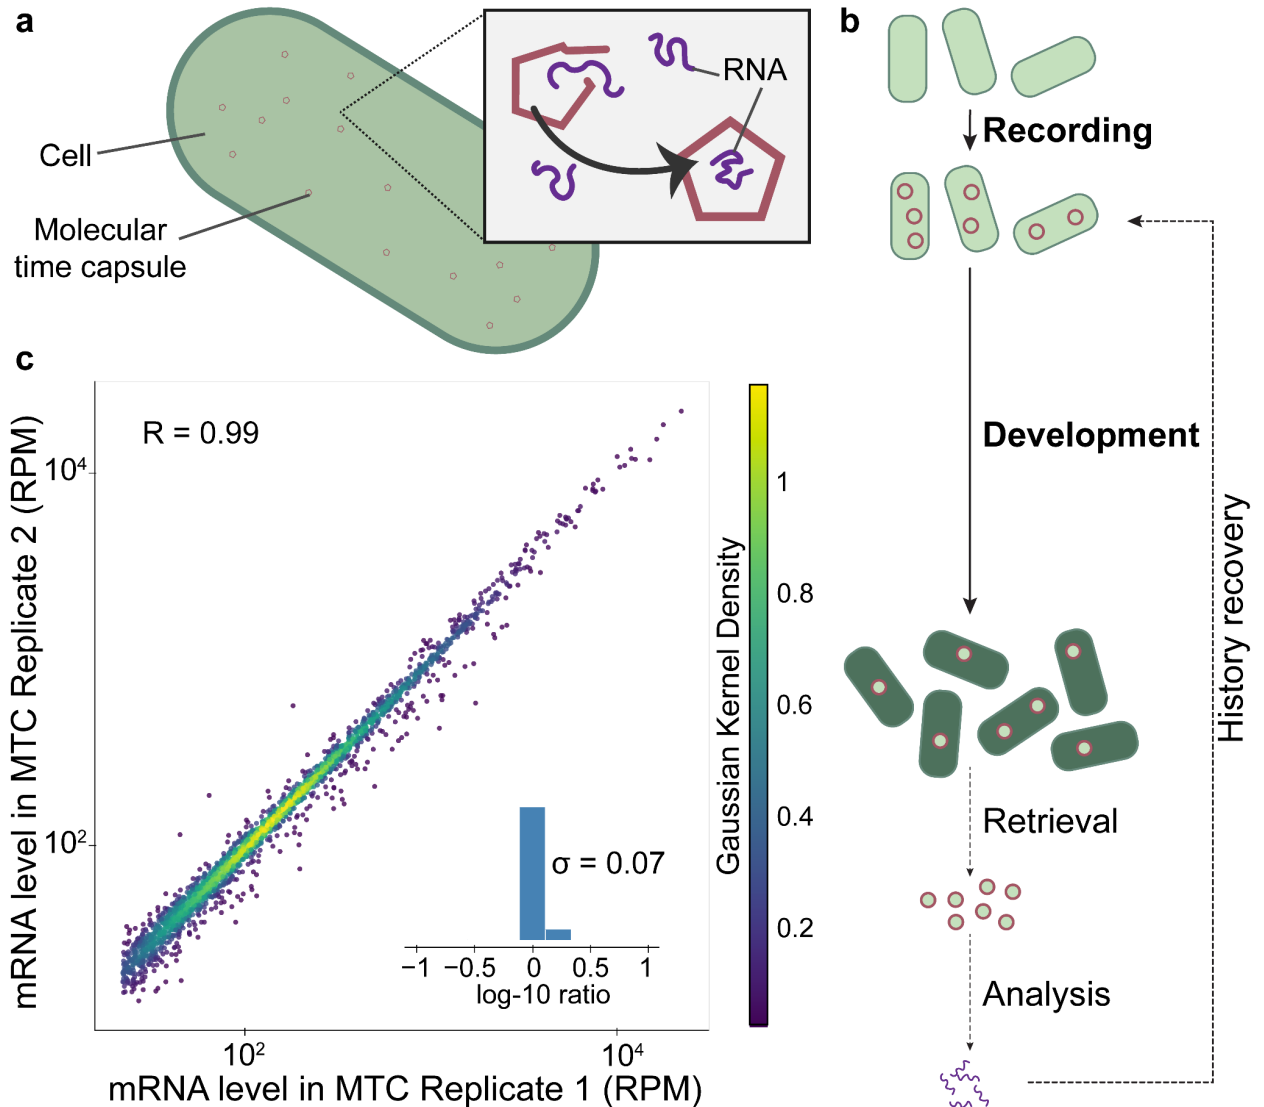 a
Cell
Molecular
time capsule
RNA
b
Recording
Development
History recovery
Retrieval
Analysis
c
R = 0.99
mRNA level in MTC Replicate 2 (RPM)
10⁴
10²
10²
10⁴
mRNA level in MTC Replicate 1 (RPM)
σ = 0.07
−1 −0.5 0 0.5 1
log-10 ratio
Gaussian Kernel Density
1
0.8
0.6
0.4
0.2